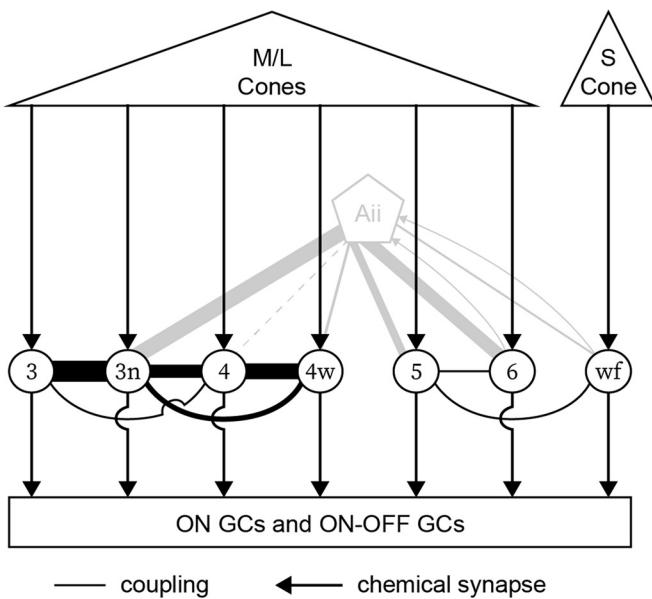 M/L
Cones
S
Cone
Aii
3
3n
4
4w
5
6
wf
ON GCs and ON-OFF GCs
coupling
chemical synapse